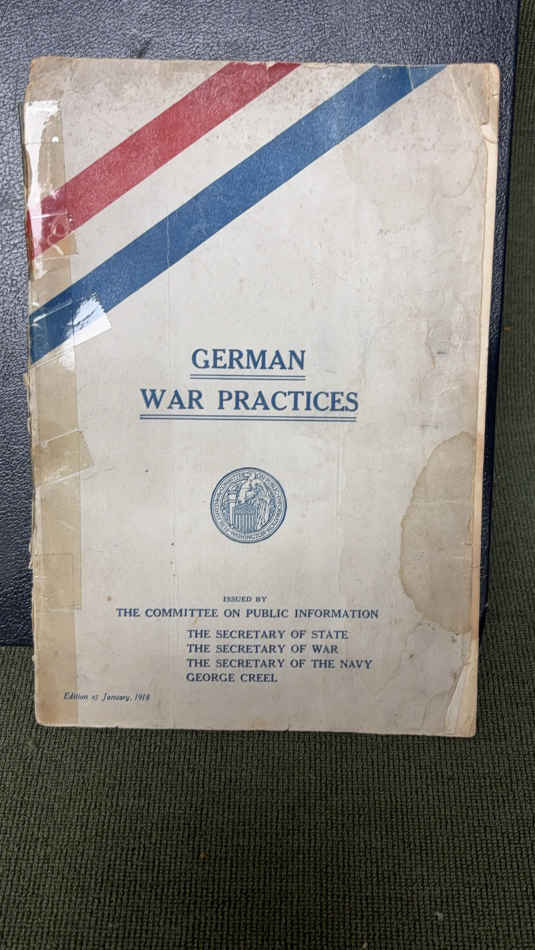 GERMAN
WAR PRACTICES
ISSUED BY
THE COMMITTEE ON PUBLIC INFORMATION
THE SECRETARY OF STATE
THE SECRETARY OF WAR
THE SECRETARY OF THE NAVY
GEORGE CREEL
Edition of January, 1918